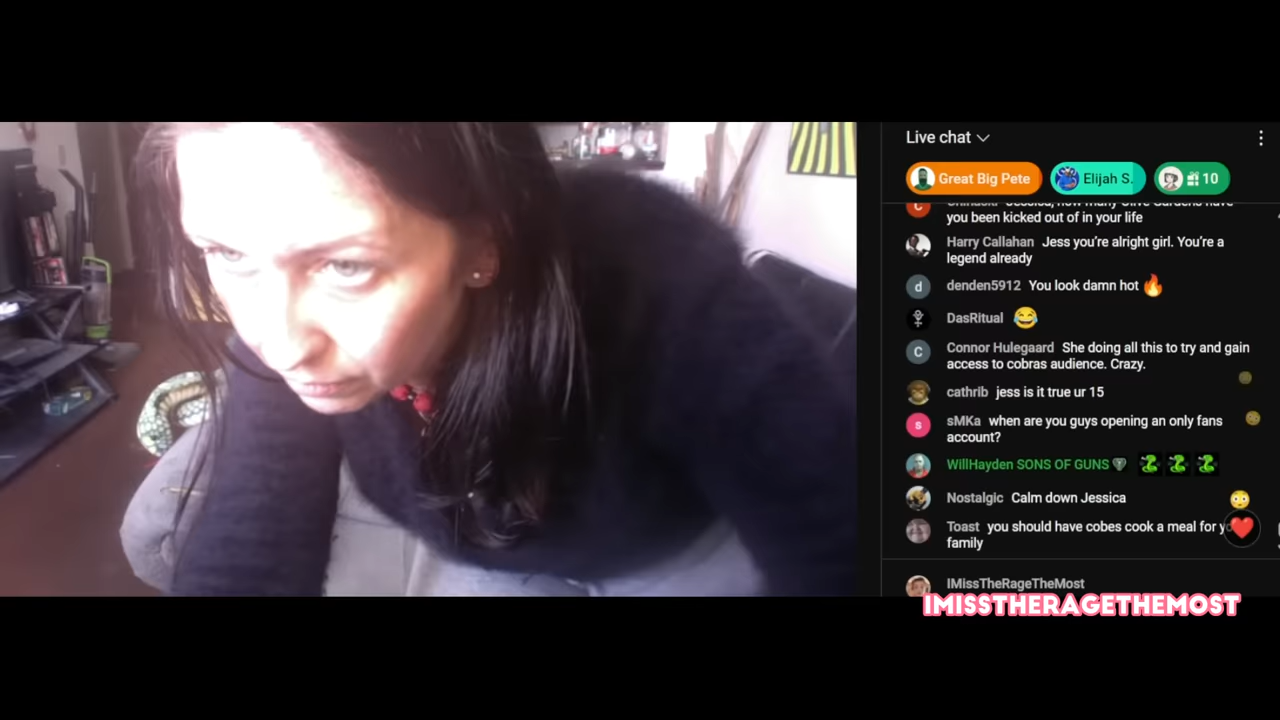 Live chat
Great Big Pete
Elijah S.
10
you been kicked out of in your life
Harry Callahan Jess you're alright girl. You're a
legend already
denden5912 You look damn hot
DasRitual
Connor Hulegaard She doing all this to try and gain
access to cobras audience. Crazy.
cathrib jess is it true ur 15
sMKa when are you guys opening an only fans
account?
WillHayden SONS OF GUNS
Nostalgic Calm down Jessica
Toast you should have cobes cook a meal for
family
IMissTheRageTheMost
IMISSTHERAGETHEMOST